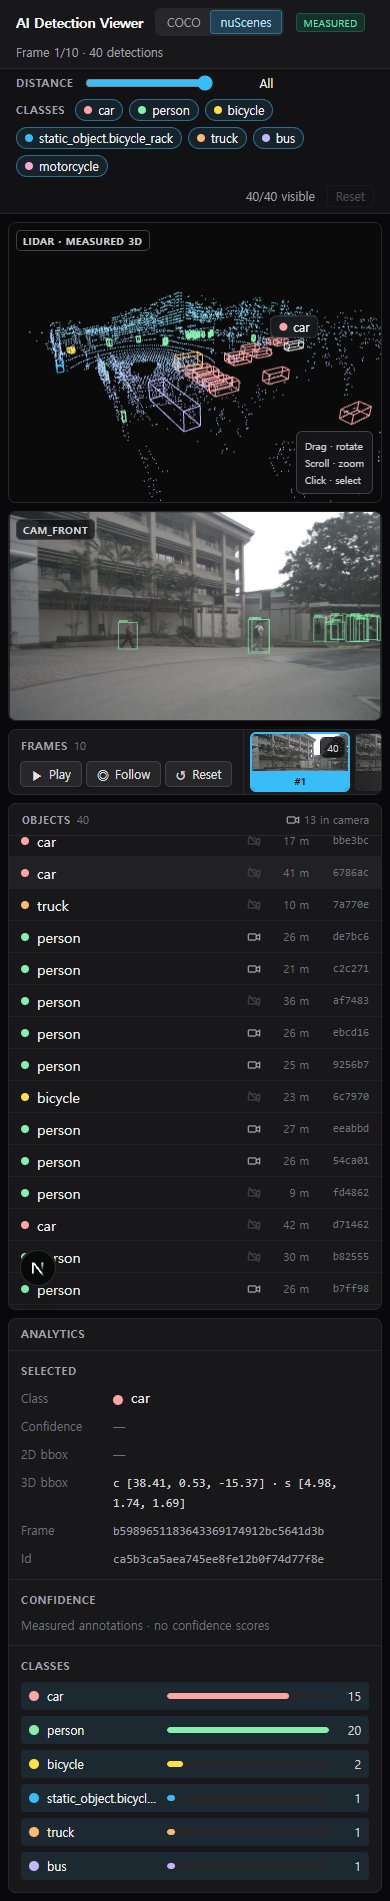 AI Detection Viewer COCO nuScenes MEASURED
Frame 1/10 · 40 detections
DISTANCE All
CLASSES car person bicycle
static_object.bicycle_rack truck bus
motorcycle
40/40 visible Reset
LIDAR · MEASURED 3D
car
Drag · rotate
Scroll · zoom
Click · select
CAM_FRONT
FRAMES 10
Play Follow Reset
40
#1
OBJECTS 40 13 in camera
car 17 m bbe3bc
car 41 m 6786ac
truck 10 m 7a770e
person 26 m de7bc6
person 21 m c2c271
person 36 m af7483
person 26 m ebcd16
person 25 m 9256b7
bicycle 23 m 6c7970
person 27 m eeabbd
person 26 m 54ca01
person 9 m fd4862
car 42 m d71462
rson 30 m b82555
N
person 26 m b7ff98
ANALYTICS
SELECTED
Class car
Confidence —
2D bbox —
3D bbox c [38.41, 0.53, -15.37] · s [4.98,
1.74, 1.69]
Frame b5989651183643369174912bc5641d3b
Id ca5b3ca5aea745ee8fe12b0f74d77f8e
CONFIDENCE
Measured annotations · no confidence scores
CLASSES
car 15
person 20
bicycle 2
static_object.bicycl... 1
truck 1
bus 1